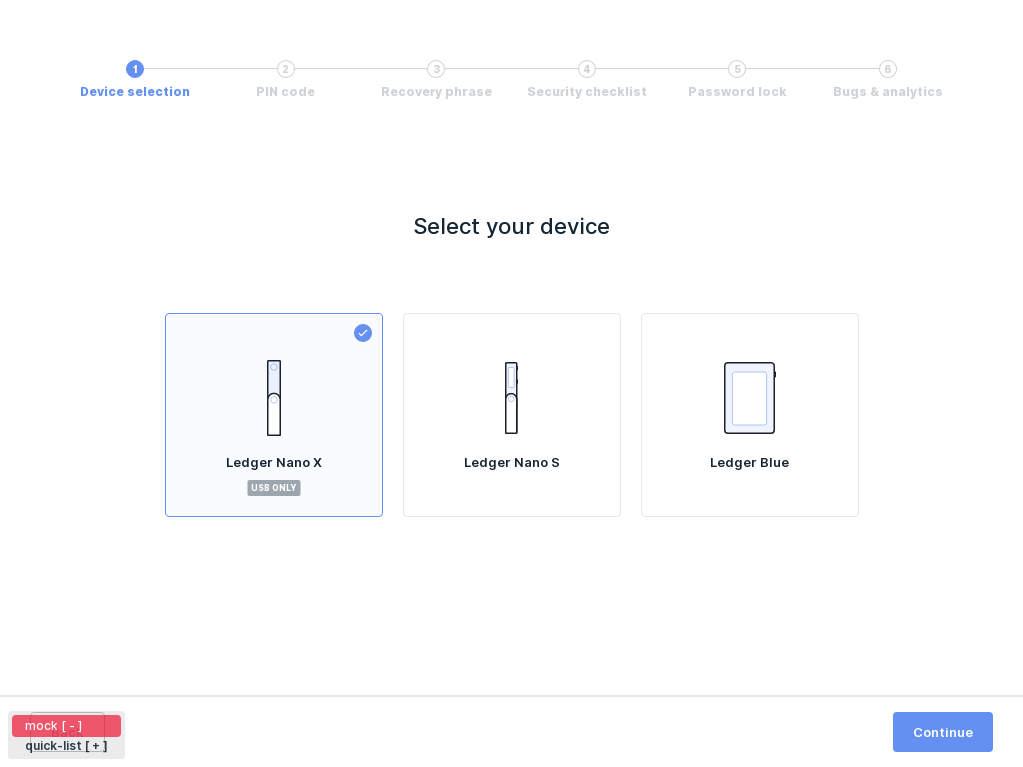 1 2 3 4 5 6
Device selection PIN code Recovery phrase Security checklist Password lock Bugs & analytics
Select your device
Ledger Nano X Ledger Nano S Ledger Blue
USB ONLY
mock [ - ]
quick-list [ + ]
Continue